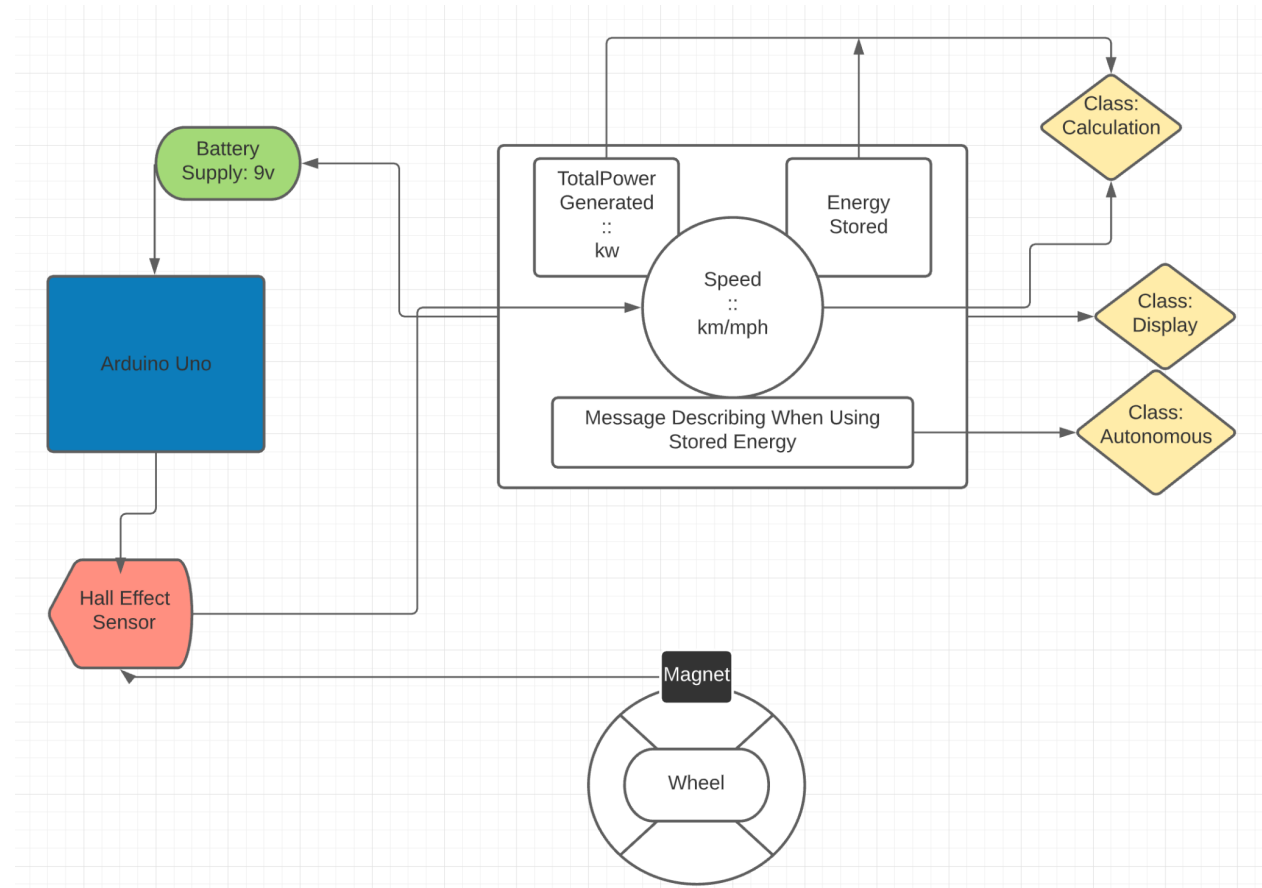 Class:
Calculation
Battery
Supply: 9v
TotalPower
Generated
::
kw
Energy
Stored
Speed
::
km/mph
Class:
Display
Arduino Uno
Message Describing When Using
Stored Energy
Class:
Autonomous
Hall Effect
Sensor
Magnet
Wheel